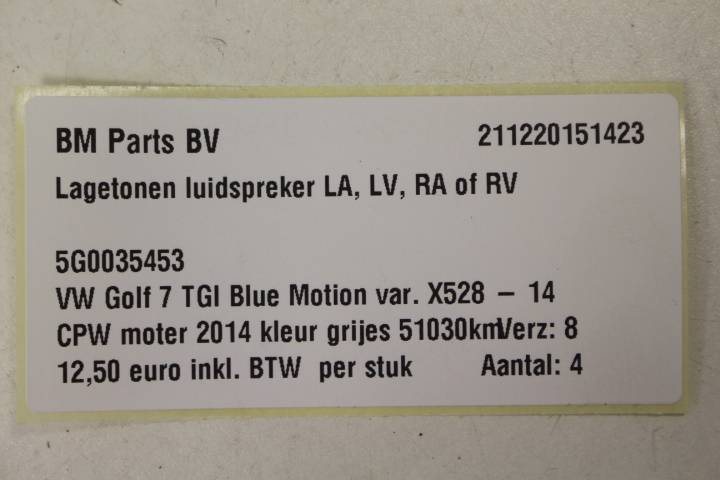 BM Parts BV 211220151423
Lagetonen luidspreker LA, LV, RA of RV
5G0035453
VW Golf 7 TGI Blue Motion var. X528 – 14
CPW moter 2014 kleur grijes 51030kmVerz: 8
12,50 euro inkl. BTW per stuk Aantal: 4